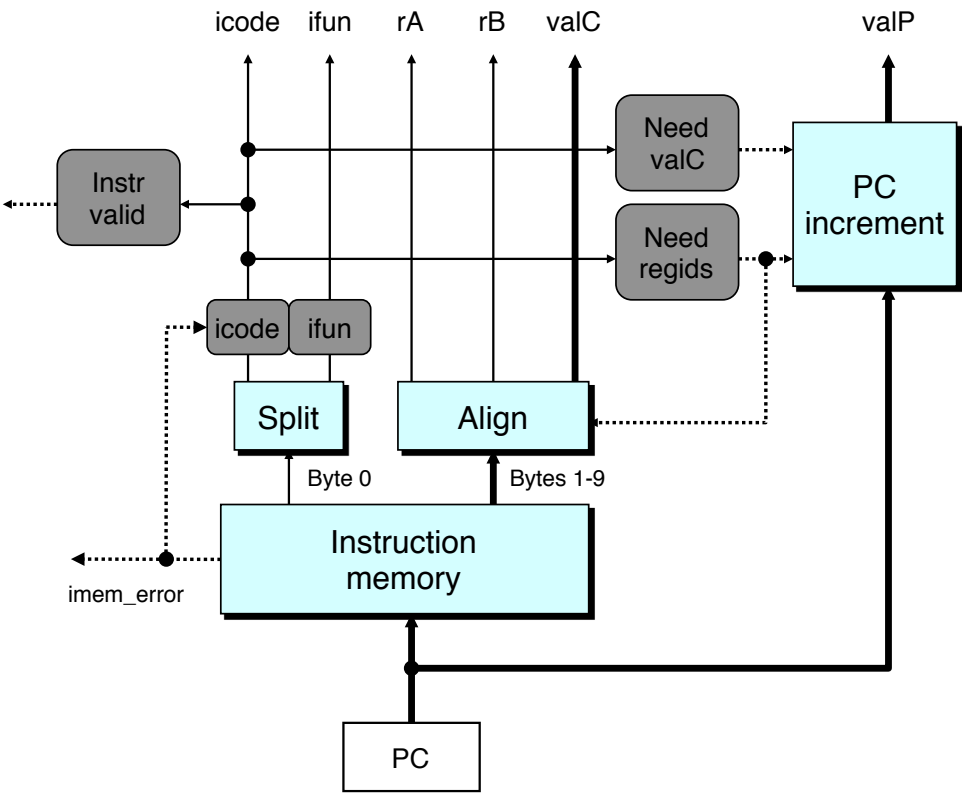 icode ifun rA rB valC valP
Need
valC
Instr
valid
PC
increment
Need
regids
icode ifun
Split
Align
Byte 0
Bytes 1-9
Instruction
memory
imem_error
PC